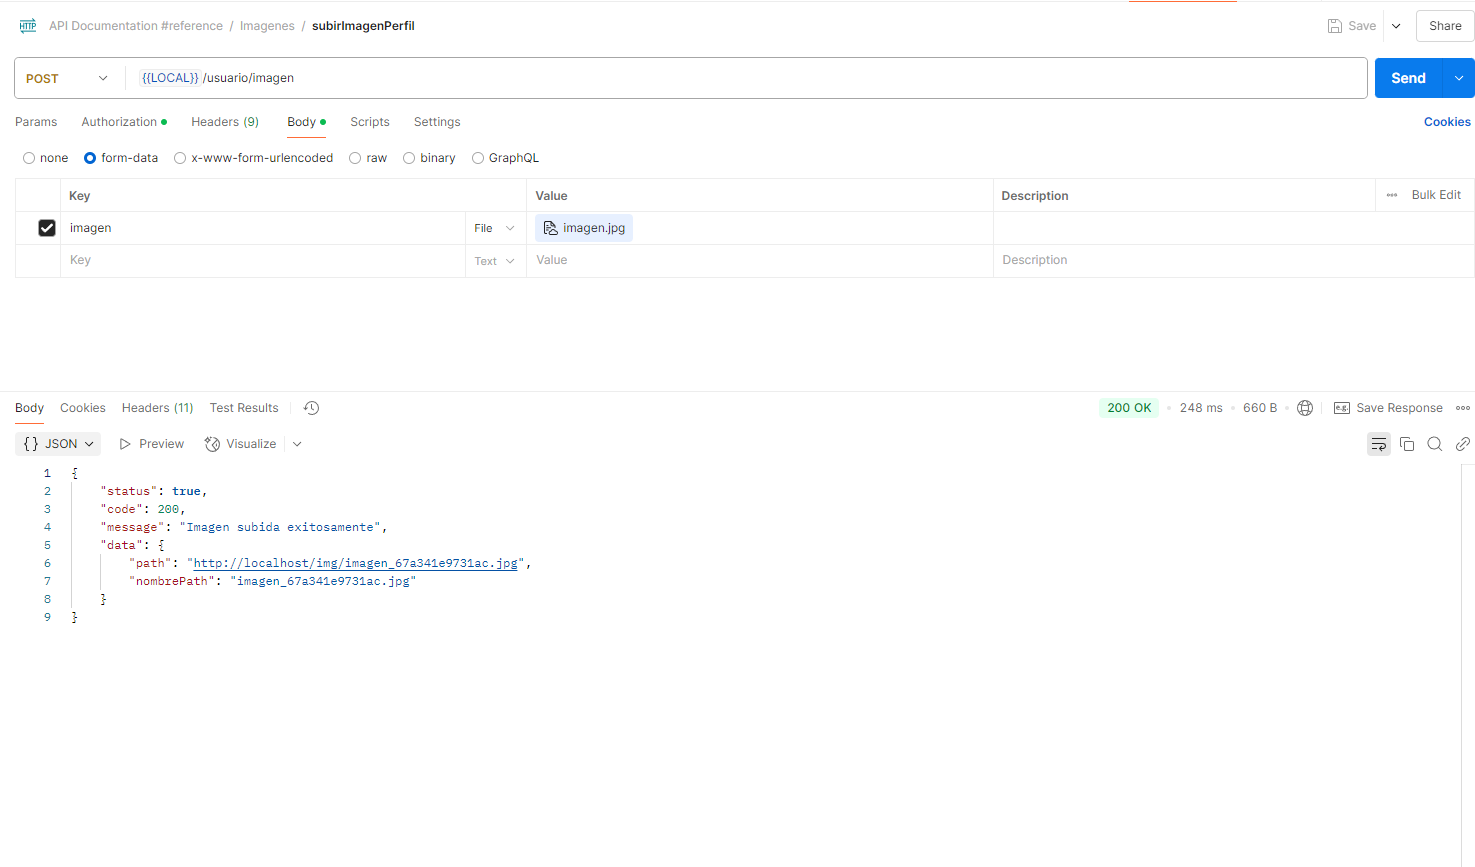 HTTP API Documentation #reference / Imagenes / subirImagenPerfil Save Share
POST {{LOCAL}} /usuario/imagen Send
Params Authorization Headers (9) Body Scripts Settings Cookies
none form-data x-www-form-urlencoded raw binary GraphQL
Key Value Description Bulk Edit
imagen File imagen.jpg
Key Text Value Description
Body Cookies Headers (11) Test Results 200 OK 248 ms 660 B e.g. Save Response
{} JSON Preview Visualize
1 {
2 "status": true,
3 "code": 200,
4 "message": "Imagen subida exitosamente",
5 "data": {
6 "path": "http://localhost/img/imagen_67a341e9731ac.jpg",
7 "nombrePath": "imagen_67a341e9731ac.jpg"
8 }
9 }